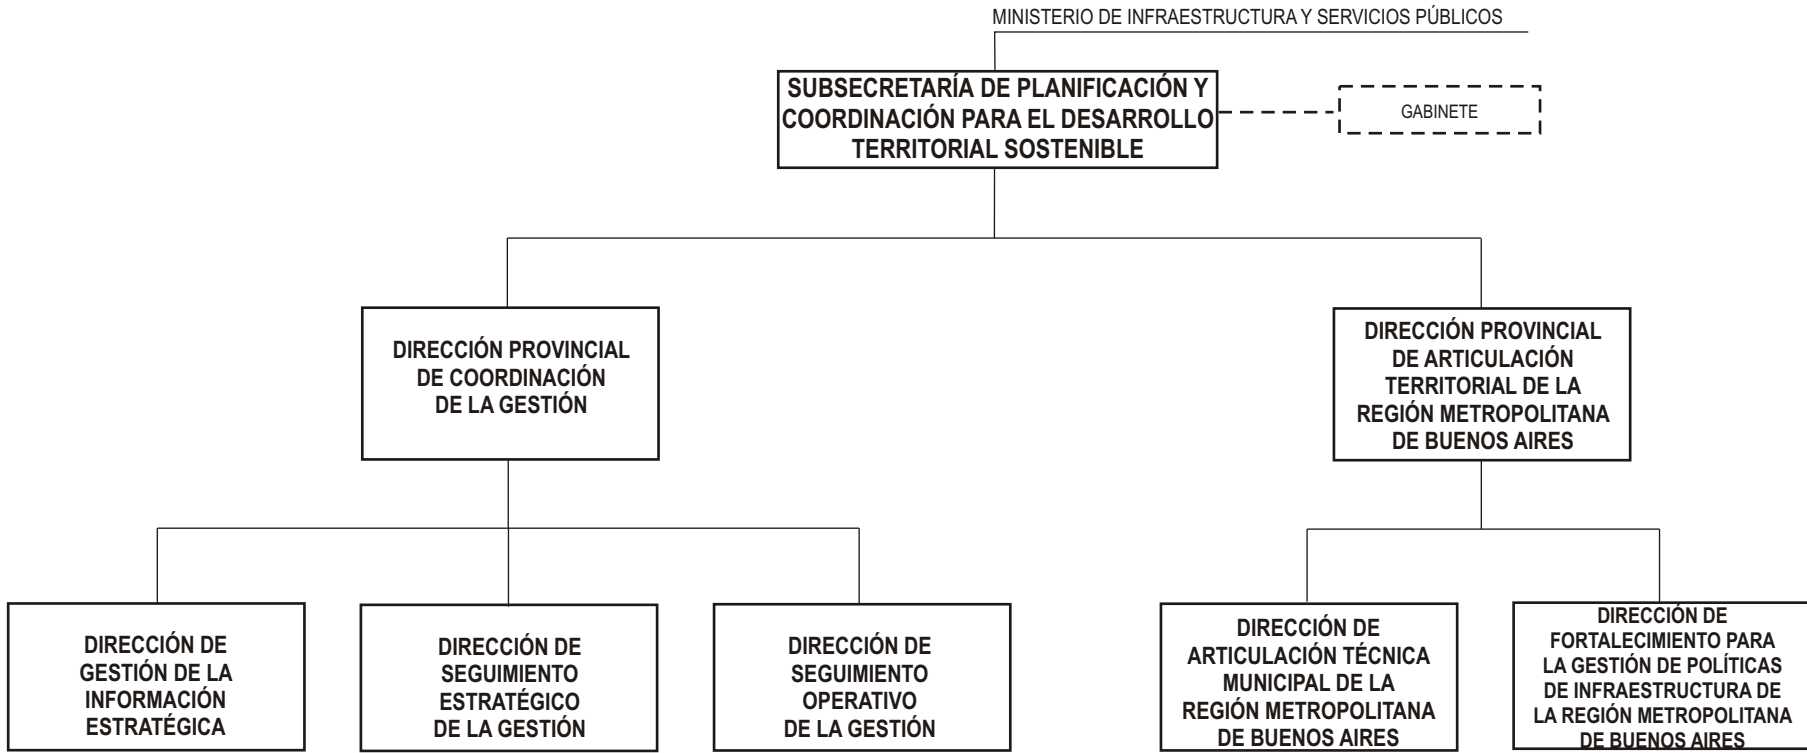 MINISTERIO DE INFRAESTRUCTURA Y SERVICIOS PÚBLICOS
SUBSECRETARÍA DE PLANIFICACIÓN Y
COORDINACIÓN PARA EL DESARROLLO
TERRITORIAL SOSTENIBLE
GABINETE
DIRECCIÓN PROVINCIAL
DE COORDINACIÓN
DE LA GESTIÓN
DIRECCIÓN PROVINCIAL
DE ARTICULACIÓN
TERRITORIAL DE LA
REGIÓN METROPOLITANA
DE BUENOS AIRES
DIRECCIÓN DE
GESTIÓN DE LA
INFORMACIÓN
ESTRATÉGICA
DIRECCIÓN DE
SEGUIMIENTO
ESTRATÉGICO
DE LA GESTIÓN
DIRECCIÓN DE
SEGUIMIENTO
OPERATIVO
DE LA GESTIÓN
DIRECCIÓN DE
ARTICULACIÓN TÉCNICA
MUNICIPAL DE LA
REGIÓN METROPOLITANA
DE BUENOS AIRES
DIRECCIÓN DE
FORTALECIMIENTO PARA
LA GESTIÓN DE POLÍTICAS
DE INFRAESTRUCTURA DE
LA REGIÓN METROPOLITANA
DE BUENOS AIRES